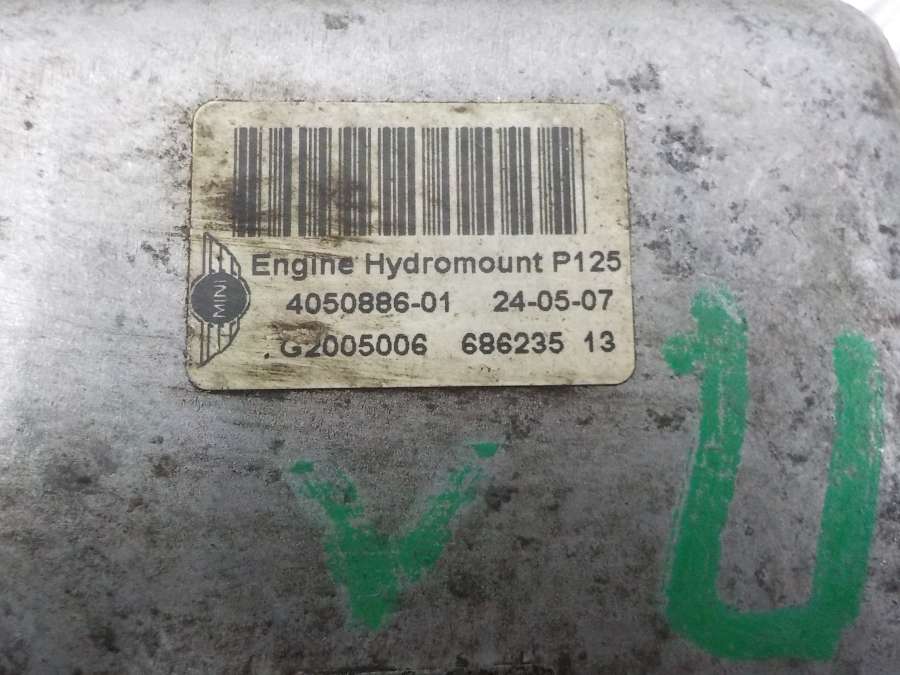 Engine Hydromount P125
MINI
4050886-01 24-05-07
G2005006 686235 13
V U